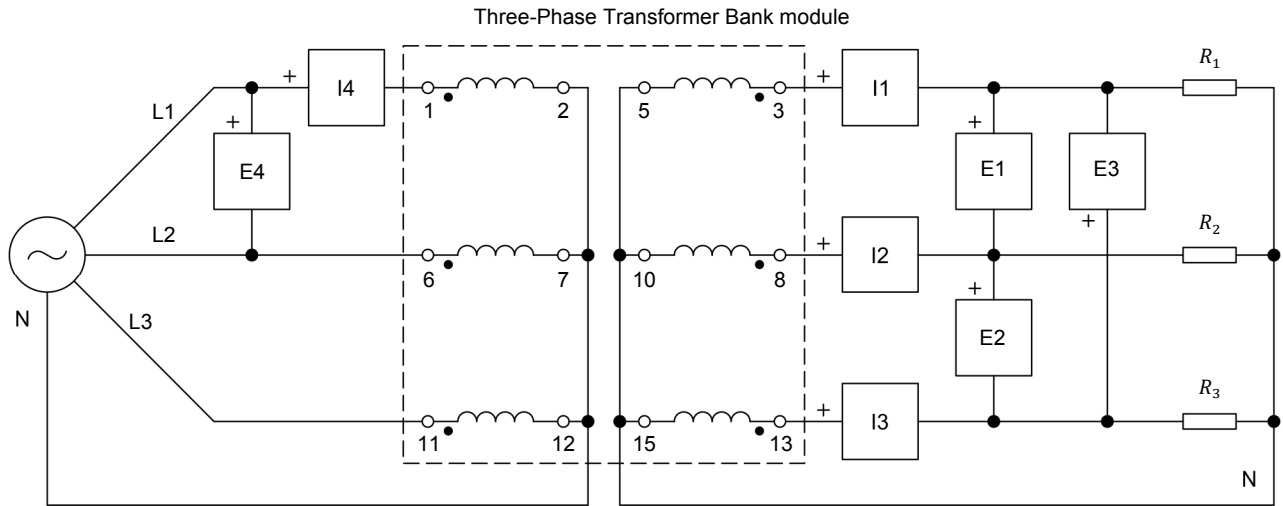 Three-Phase Transformer Bank module
L1
+
I4
1
2
5
3
+
I1
R₁
+
E4
+
E1
E3
+
L2
6
7
10
8
+
I2
R₂
N
L3
+
E2
11
12
15
13
+
I3
R₃
N